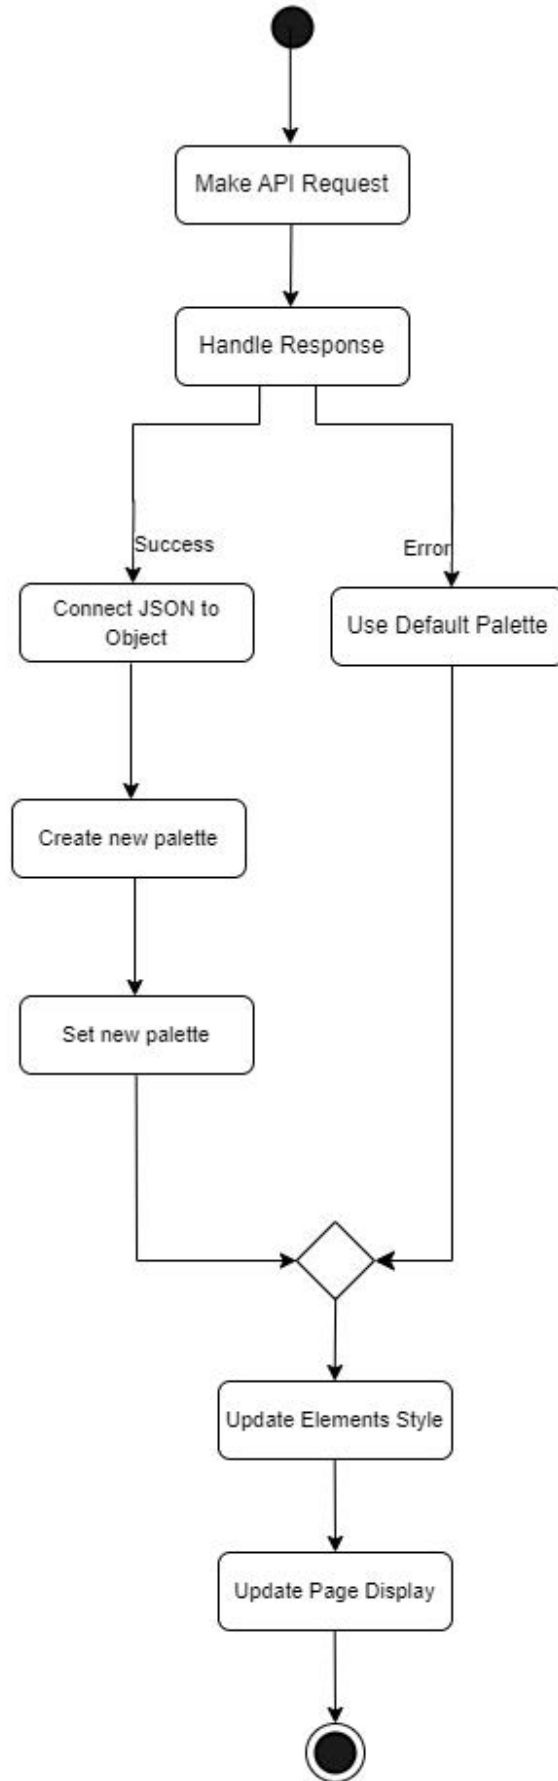 Make API Request
Handle Response
Success
Error
Connect JSON to
Object
Use Default Palette
Create new palette
Set new palette
Update Elements Style
Update Page Display